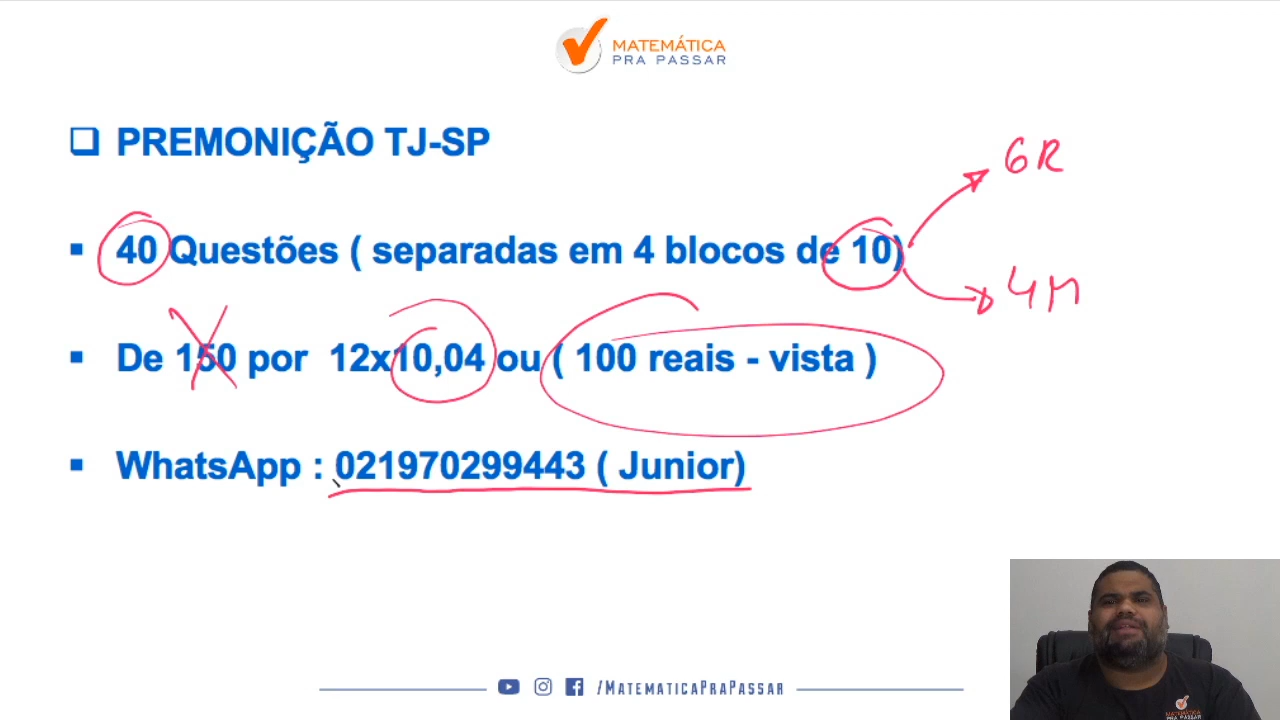 MATEMÁTICA
PRA PASSAR
PREMONIÇÃO TJ-SP
6R
40 Questões ( separadas em 4 blocos de 10)
4M
De 150 por 12x10,04 ou ( 100 reais - vista )
WhatsApp : 021970299443 ( Junior)
/MATEMATICAPRAPASSAR
MATEMÁTICA